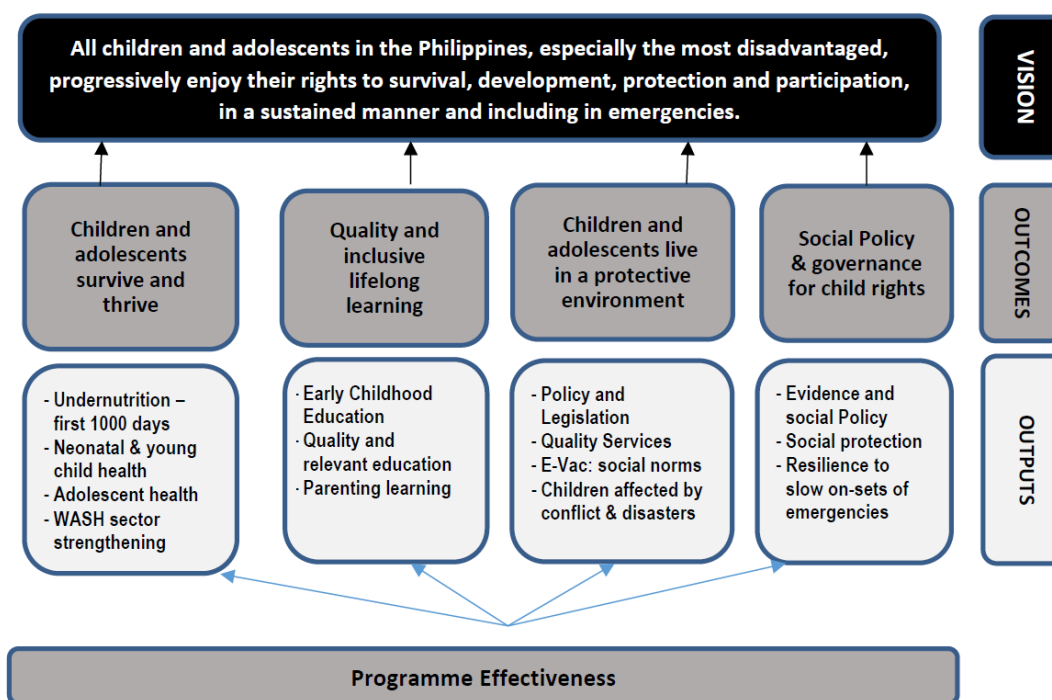 All children and adolescents in the Philippines, especially the most disadvantaged,
progressively enjoy their rights to survival, development, protection and participation,
in a sustained manner and including in emergencies.
VISION
Children and
adolescents
survive and
thrive
Quality and
inclusive
lifelong
learning
Children and
adolescents live
in a protective
environment
Social Policy
& governance
for child rights
OUTCOMES
- Undernutrition –
first 1000 days
- Neonatal & young
child health
- Adolescent health
- WASH sector
strengthening
· Early Childhood
Education
· Quality and
relevant education
· Parenting learning
- Policy and
Legislation
- Quality Services
- E-Vac: social norms
- Children affected by
conflict & disasters
- Evidence and
social Policy
- Social protection
- Resilience to
slow on-sets of
emergencies
OUTPUTS
Programme Effectiveness